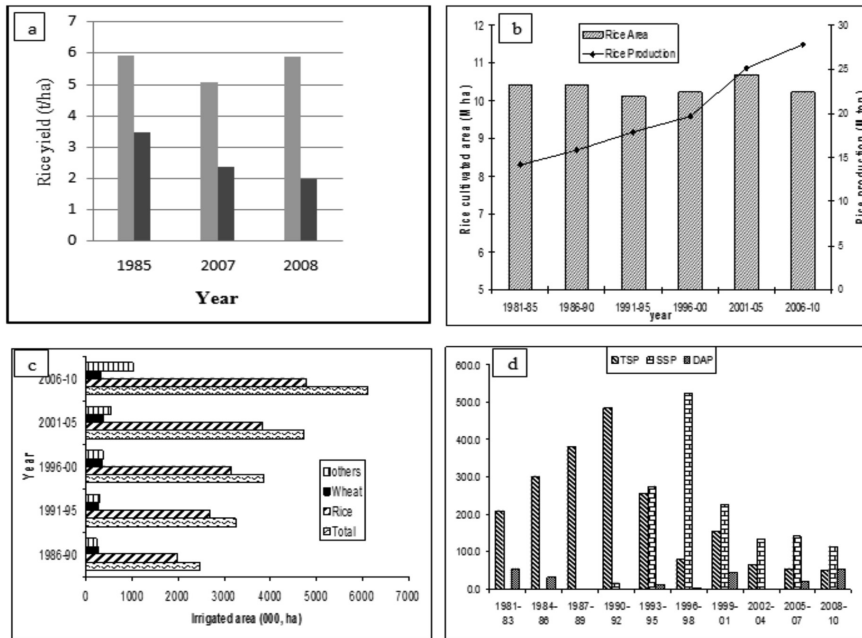 a
Rice yield (t/ha)
7
6
5
4
3
2
1
0
1985 2007 2008
Year
b
Rice Area
Rice Production
Rice cultivated area (M ha)
12
11
10
9
8
7
6
5
Rice production (M ton)
30
25
20
15
10
5
0
1981-85 1986-90 1991-95 1996-00 2001-05 2006-10
year
c
Year
2006-10
2001-05
1996-00
1991-95
1986-90
others
Wheat
Rice
Total
0 1000 2000 3000 4000 5000 6000 7000
Irrigated area (000, ha)
d
TSP SSP DAP
600.0
500.0
400.0
300.0
200.0
100.0
0.0
1981- 1984- 1987- 1990- 1993- 1996- 1999- 2002- 2005- 2008-
83 86 89 92 95 98 01 04 07 10